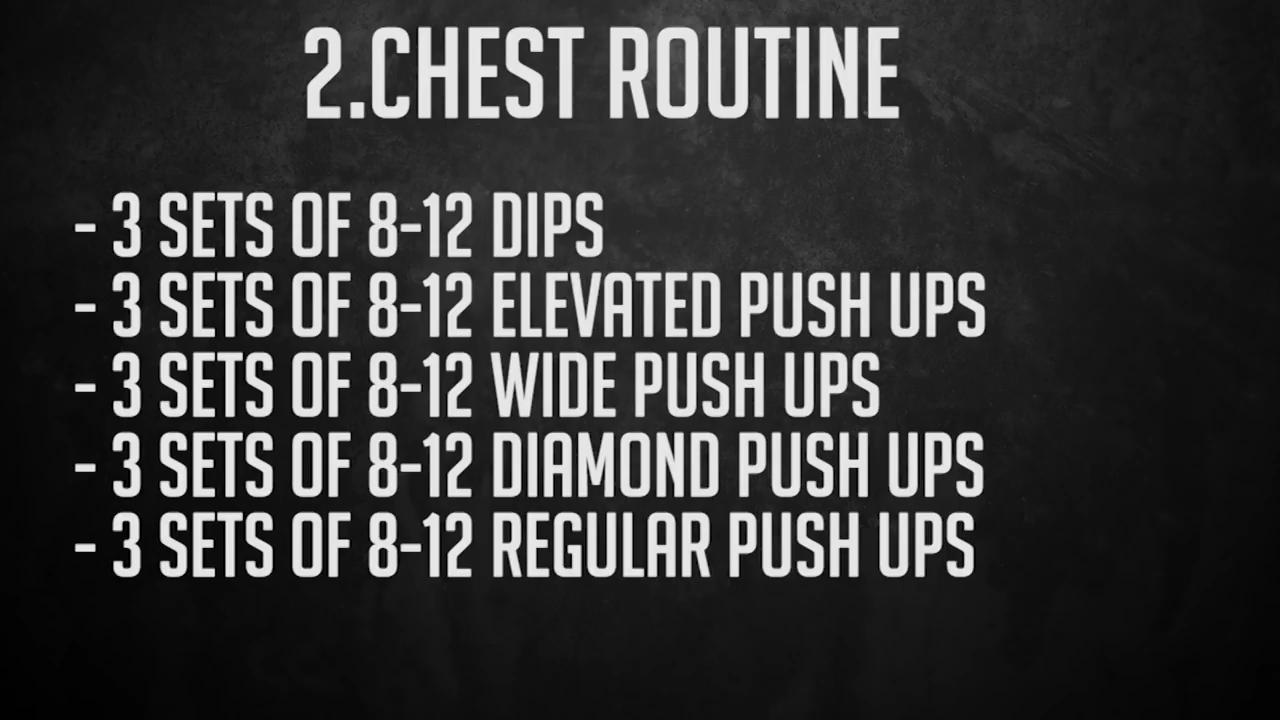 2.CHEST ROUTINE
- 3 SETS OF 8-12 DIPS
- 3 SETS OF 8-12 ELEVATED PUSH UPS
- 3 SETS OF 8-12 WIDE PUSH UPS
- 3 SETS OF 8-12 DIAMOND PUSH UPS
- 3 SETS OF 8-12 REGULAR PUSH UPS